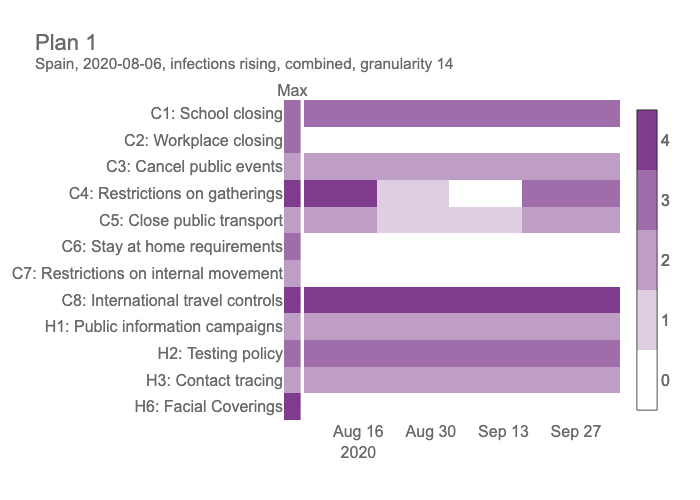 Plan 1
Spain, 2020-08-06, infections rising, combined, granularity 14
Max
C1: School closing
C2: Workplace closing
C3: Cancel public events
C4: Restrictions on gatherings
C5: Close public transport
C6: Stay at home requirements
C7: Restrictions on internal movement
C8: International travel controls
H1: Public information campaigns
H2: Testing policy
H3: Contact tracing
H6: Facial Coverings
Aug 16 Aug 30 Sep 13 Sep 27
2020
4
3
2
1
0